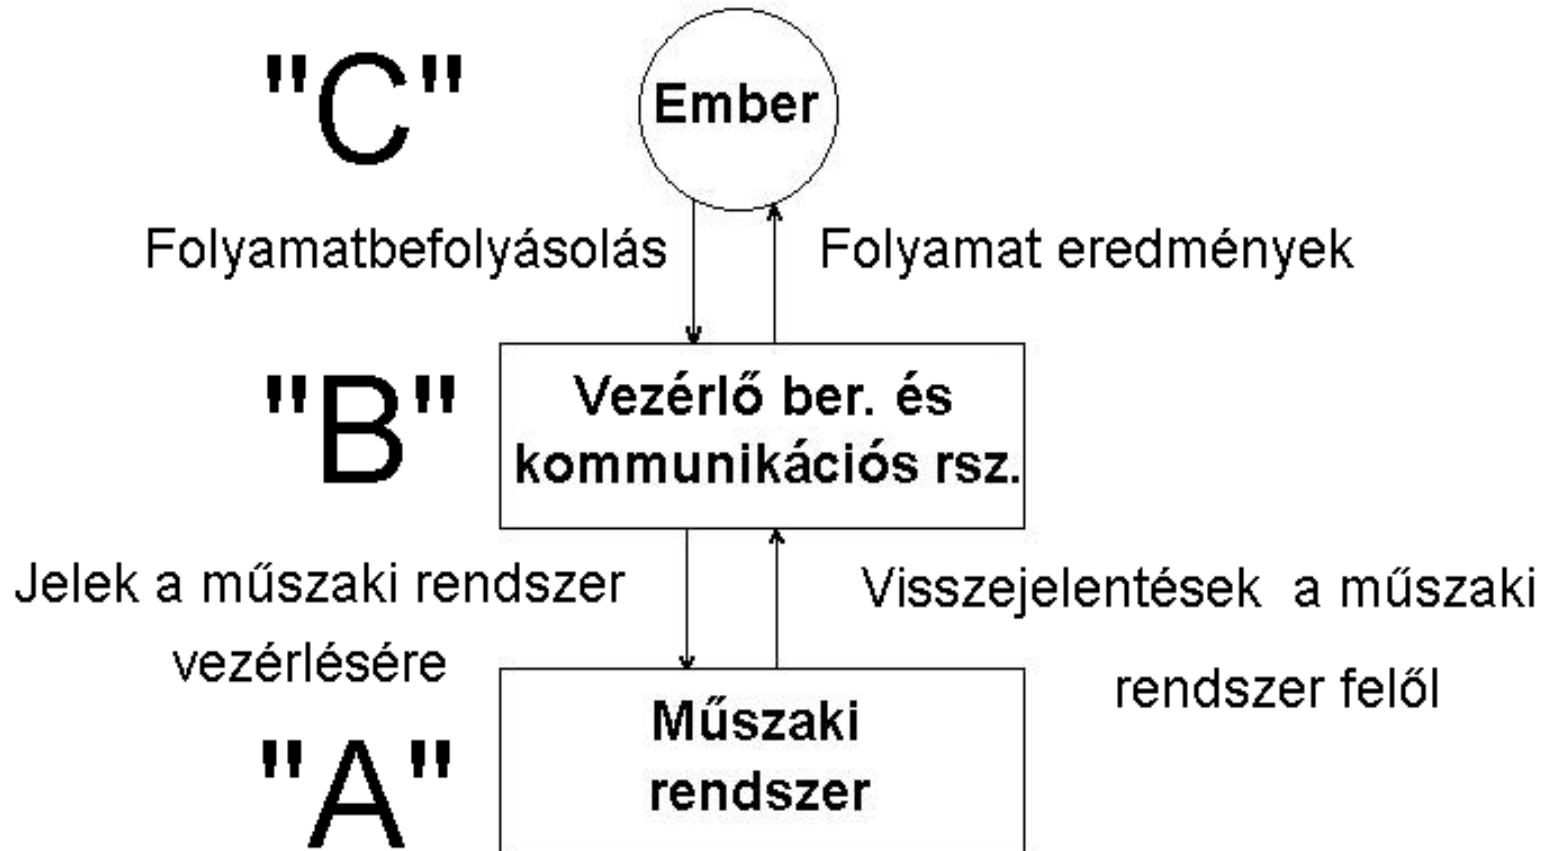 "C"
Ember
Folyamatbefolyásolás
Folyamat eredmények
"B"
Vezérlő ber. és
kommunikációs rsz.
Jelek a műszaki rendszer
vezérlésére
Visszejelentések a műszaki
rendszer felől
"A"
Műszaki
rendszer